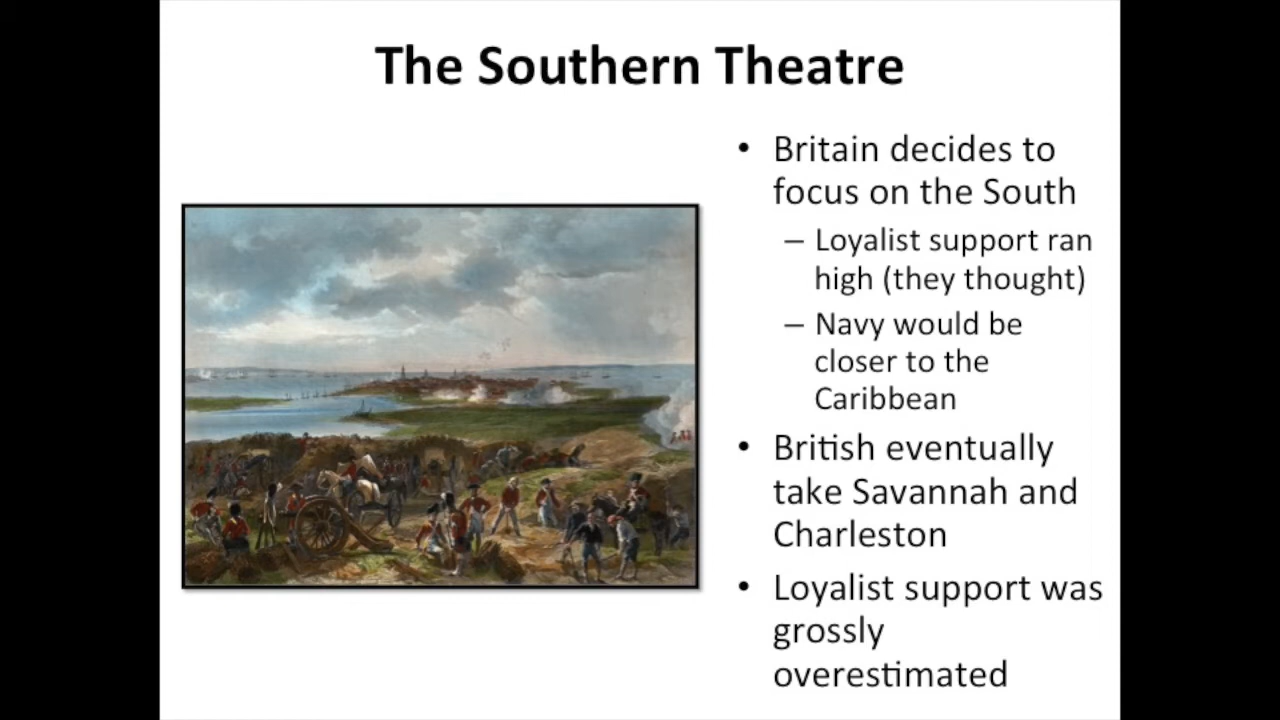 The Southern Theatre
• Britain decides to
focus on the South
– Loyalist support ran
high (they thought)
– Navy would be
closer to the
Caribbean
• British eventually
take Savannah and
Charleston
• Loyalist support was
grossly
overestimated